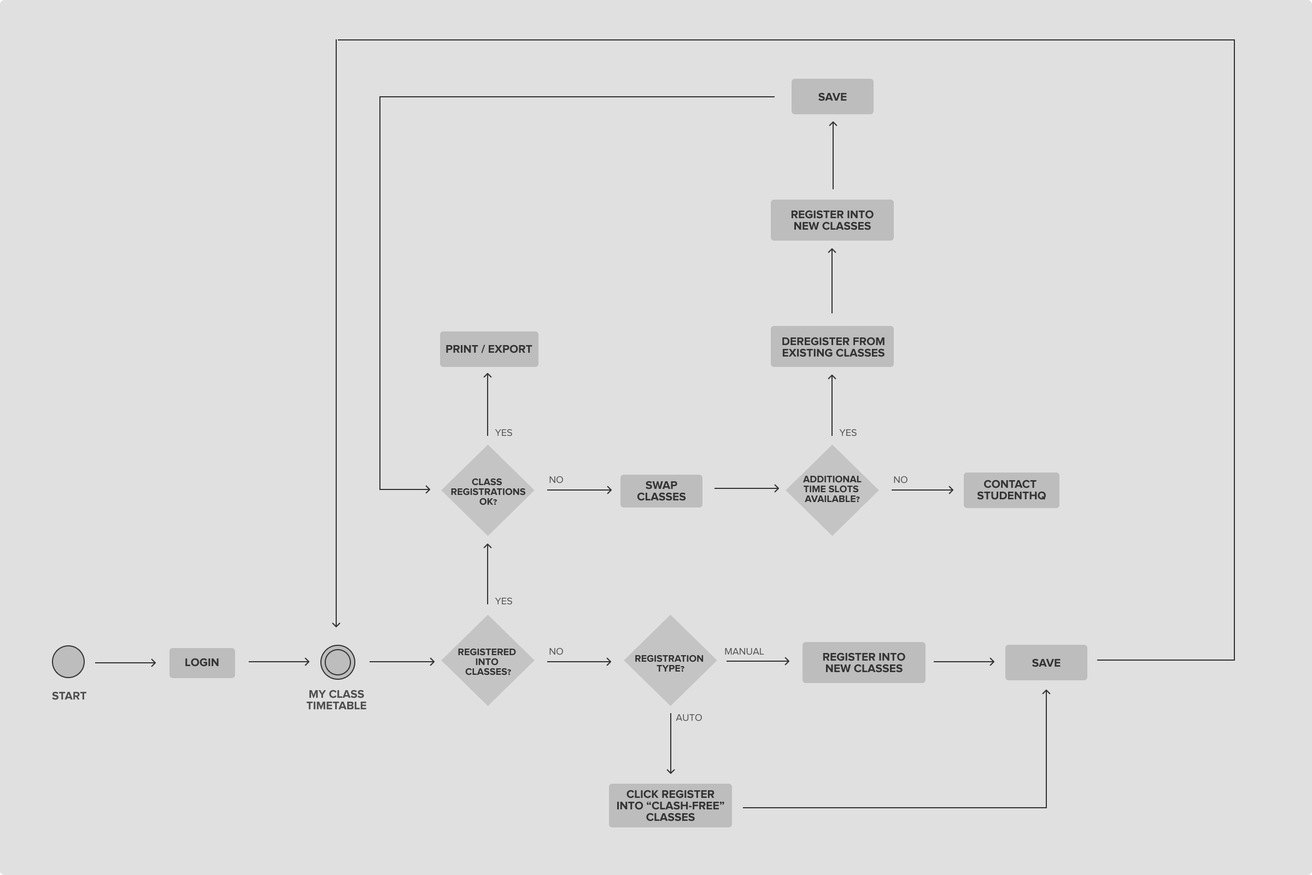 SAVE
REGISTER INTO
NEW CLASSES
PRINT / EXPORT
DEREGISTER FROM
EXISTING CLASSES
YES
YES
CLASS
REGISTRATIONS
OK?
NO
SWAP
CLASSES
ADDITIONAL
TIME SLOTS
AVAILABLE?
NO
CONTACT
STUDENTHQ
YES
START
LOGIN
MY CLASS
TIMETABLE
REGISTERED
INTO
CLASSES?
NO
REGISTRATION
TYPE?
MANUAL
REGISTER INTO
NEW CLASSES
SAVE
AUTO
CLICK REGISTER
INTO “CLASH-FREE”
CLASSES